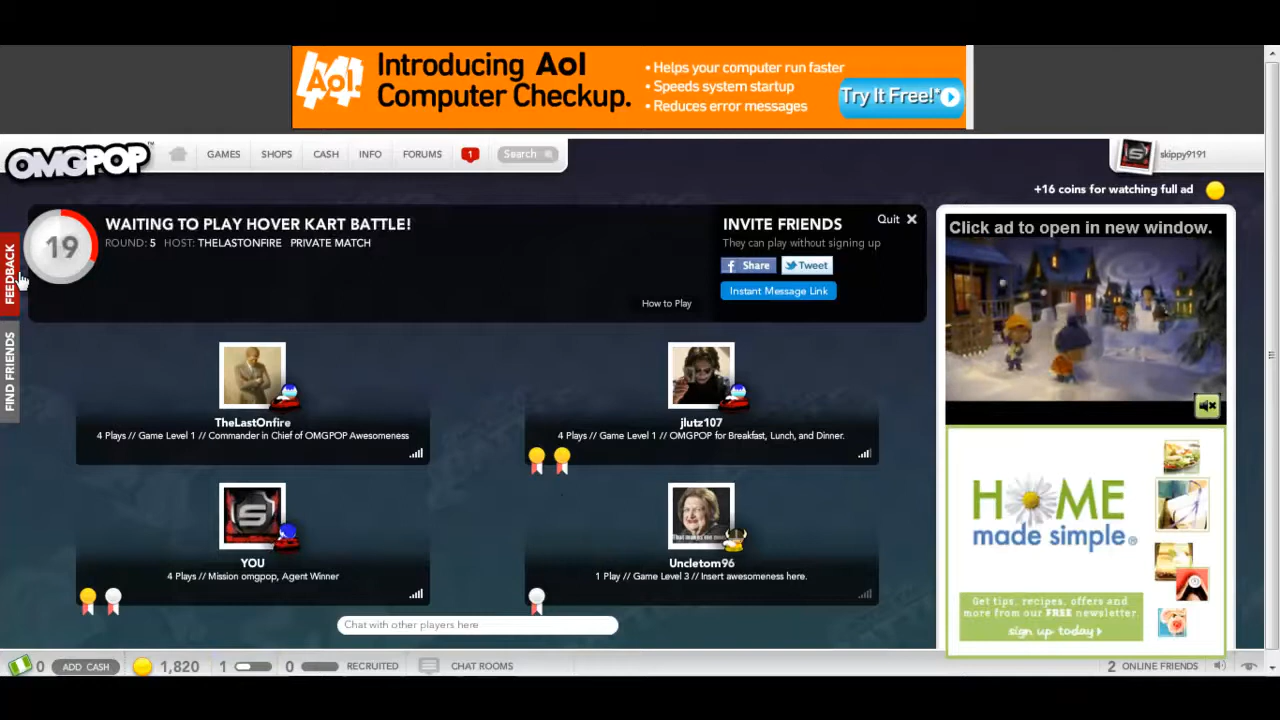 Aol.
Introducing Aol
Computer Checkup.
• Helps your computer run faster
• Speeds system startup
• Reduces error messages
Try It Free!*
OMGPOP
GAMES
SHOPS
CASH
INFO
FORUMS
1
Search
skippy9191
+16 coins for watching full ad
FEEDBACK
FIND FRIENDS
19
WAITING TO PLAY HOVER KART BATTLE!
ROUND: 5 HOST: THELASTONFIRE PRIVATE MATCH
INVITE FRIENDS
They can play without signing up
Share
Tweet
Instant Message Link
How to Play
Quit X
Click ad to open in new window.
TheLastOnfire
4 Plays // Game Level 1 // Commander in Chief of OMGPOP Awesomeness
jlutz107
4 Plays // Game Level 1 // OMGPOP for Breakfast, Lunch, and Dinner.
S
YOU
4 Plays // Mission omgpop, Agent Winner
Uncletom96
1 Play // Game Level 3 // Insert awesomeness here.
Chat with other players here
HOME
made simple®
Get tips, recipes, offers and
more from our FREE newsletter
sign up today
0
ADD CASH
1,820
1
0
RECRUITED
CHAT ROOMS
2 ONLINE FRIENDS